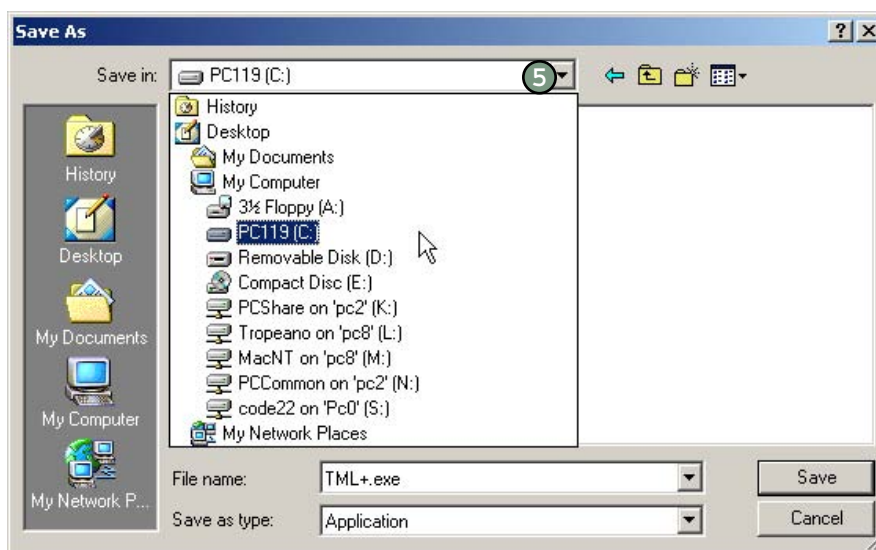 Save As
Save in: PC119 (C:) 5
History
Desktop
My Documents
My Computer
3½ Floppy (A:)
PC119 (C:)
Removable Disk (D:)
Compact Disc (E:)
PCShare on 'pc2' (K:)
Tropeano on 'pc8' (L:)
MacNT on 'pc8' (M:)
PCCommon on 'pc2' (N:)
code22 on 'Pc0' (S:)
My Network Places
History
Desktop
My Documents
My Computer
My Network P...
File name: TML+.exe Save
Save as type: Application Cancel